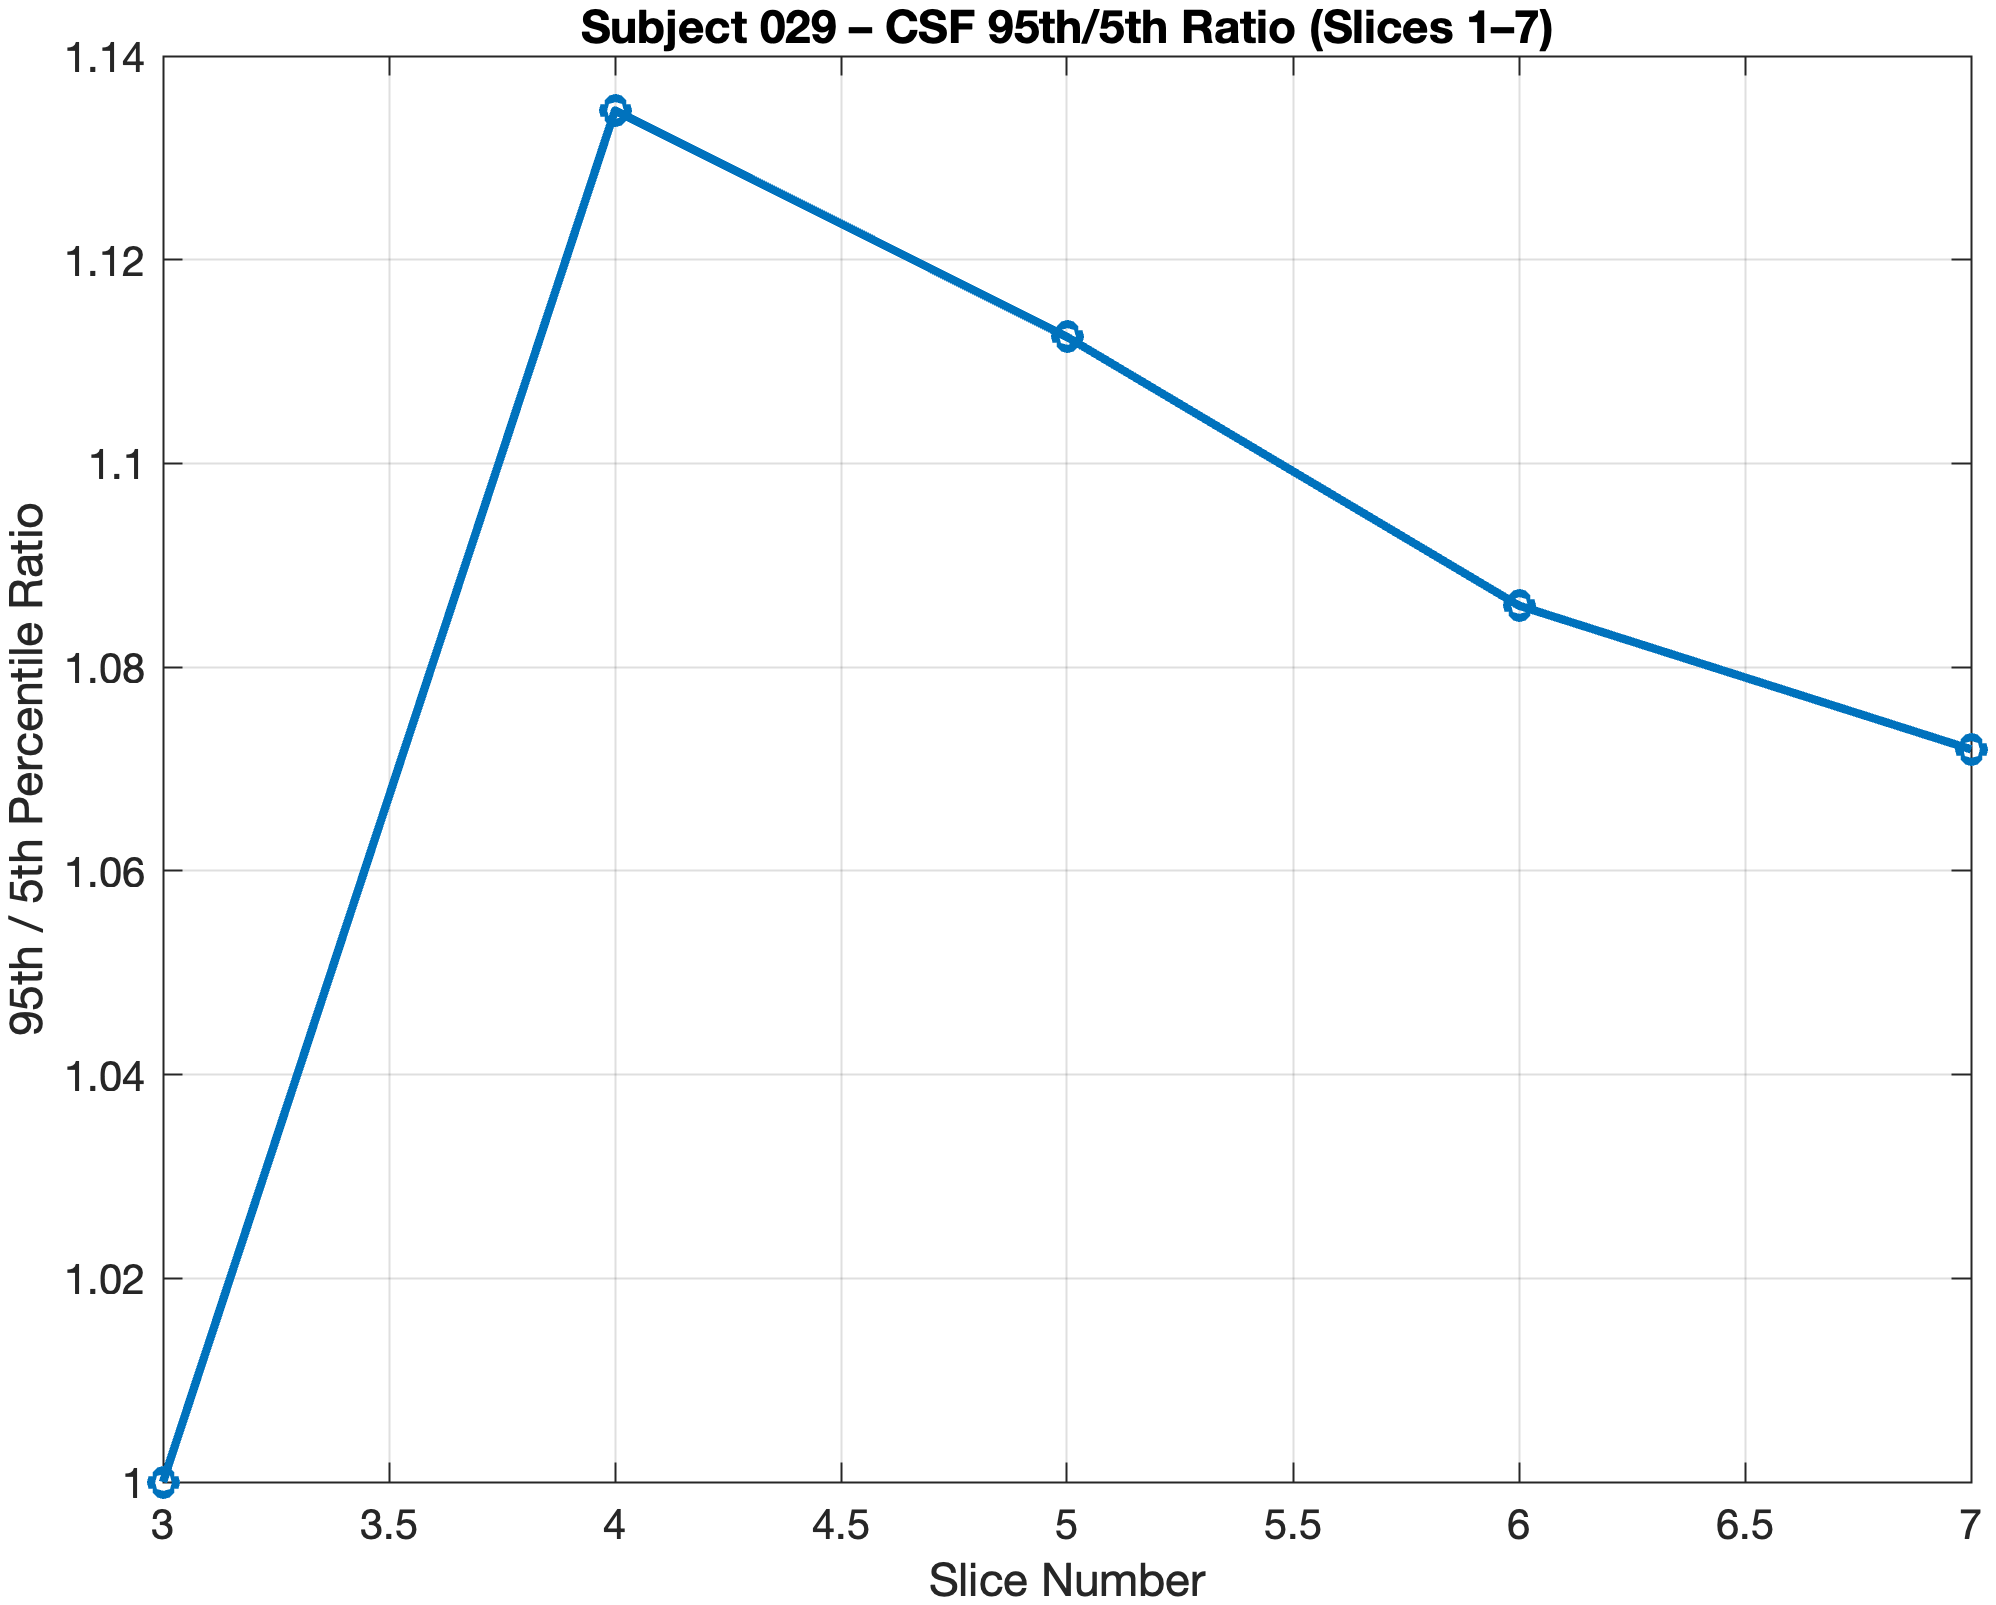 Subject 029 – CSF 95th/5th Ratio (Slices 1–7)
1.14
1.12
1.1
1.08
1.06
1.04
1.02
1
95th / 5th Percentile Ratio
3 3.5 4 4.5 5 5.5 6 6.5 7
Slice Number